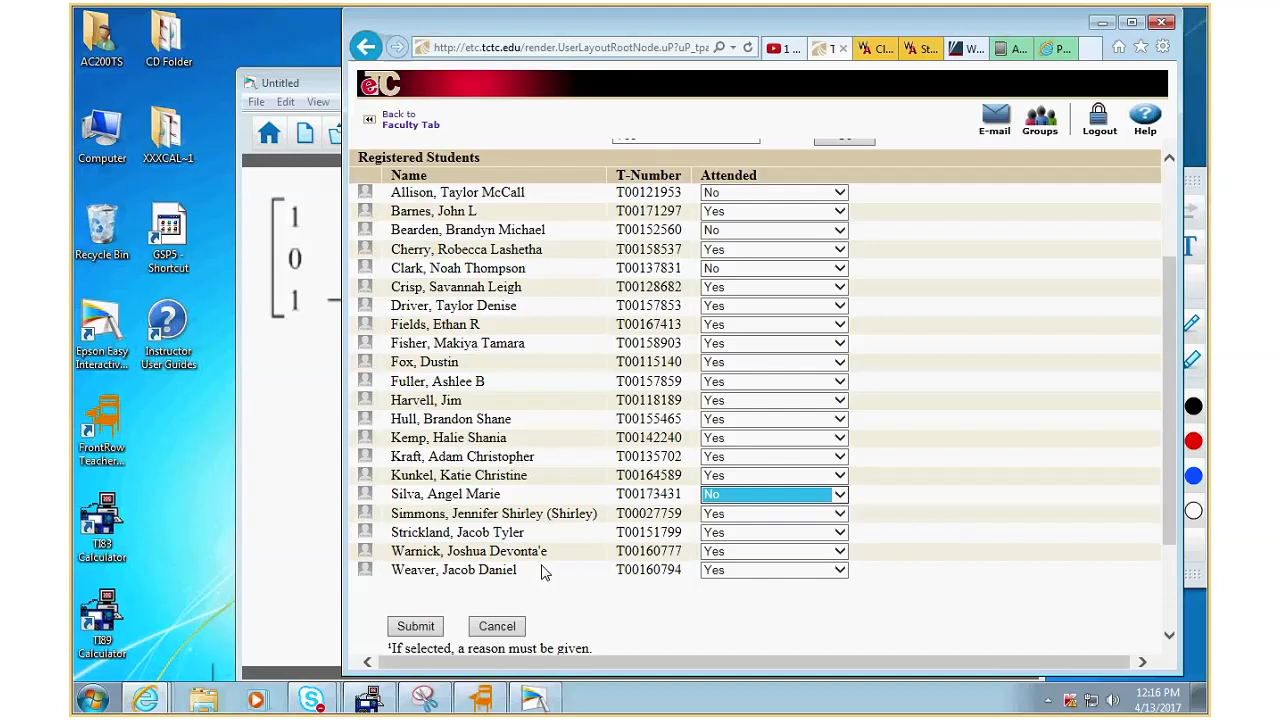 AC200TS
CD Folder
Computer
XXXCAL~1
Recycle Bin
GSP5 -
Shortcut
Epson Easy
Interactiv...
Instructor
User Guides
FrontRow
Teacher...
TI83
Calculator
TI89
Calculator
Untitled
File Edit View
1
0
1 –
http://etc.tctc.edu/render.UserLayoutRootNode.uP?uP_tpa
1 ...
T
Cl...
St...
W...
A...
P...
eTC
Back to
Faculty Tab
E-mail Groups Logout Help
Registered Students
Name T-Number Attended
Allison, Taylor McCall T00121953 No
Barnes, John L T00171297 Yes
Bearden, Brandyn Michael T00152560 No
Cherry, Robecca Lashetha T00158537 Yes
Clark, Noah Thompson T00137831 No
Crisp, Savannah Leigh T00128682 Yes
Driver, Taylor Denise T00157853 Yes
Fields, Ethan R T00167413 Yes
Fisher, Makiya Tamara T00158903 Yes
Fox, Dustin T00115140 Yes
Fuller, Ashlee B T00157859 Yes
Harvell, Jim T00118189 Yes
Hull, Brandon Shane T00155465 Yes
Kemp, Halie Shania T00142240 Yes
Kraft, Adam Christopher T00135702 Yes
Kunkel, Katie Christine T00164589 Yes
Silva, Angel Marie T00173431 No
Simmons, Jennifer Shirley (Shirley) T00027759 Yes
Strickland, Jacob Tyler T00151799 Yes
Warnick, Joshua Devonta'e T00160777 Yes
Weaver, Jacob Daniel T00160794 Yes
Submit Cancel
¹If selected, a reason must be given.
T
12:16 PM
4/13/2017